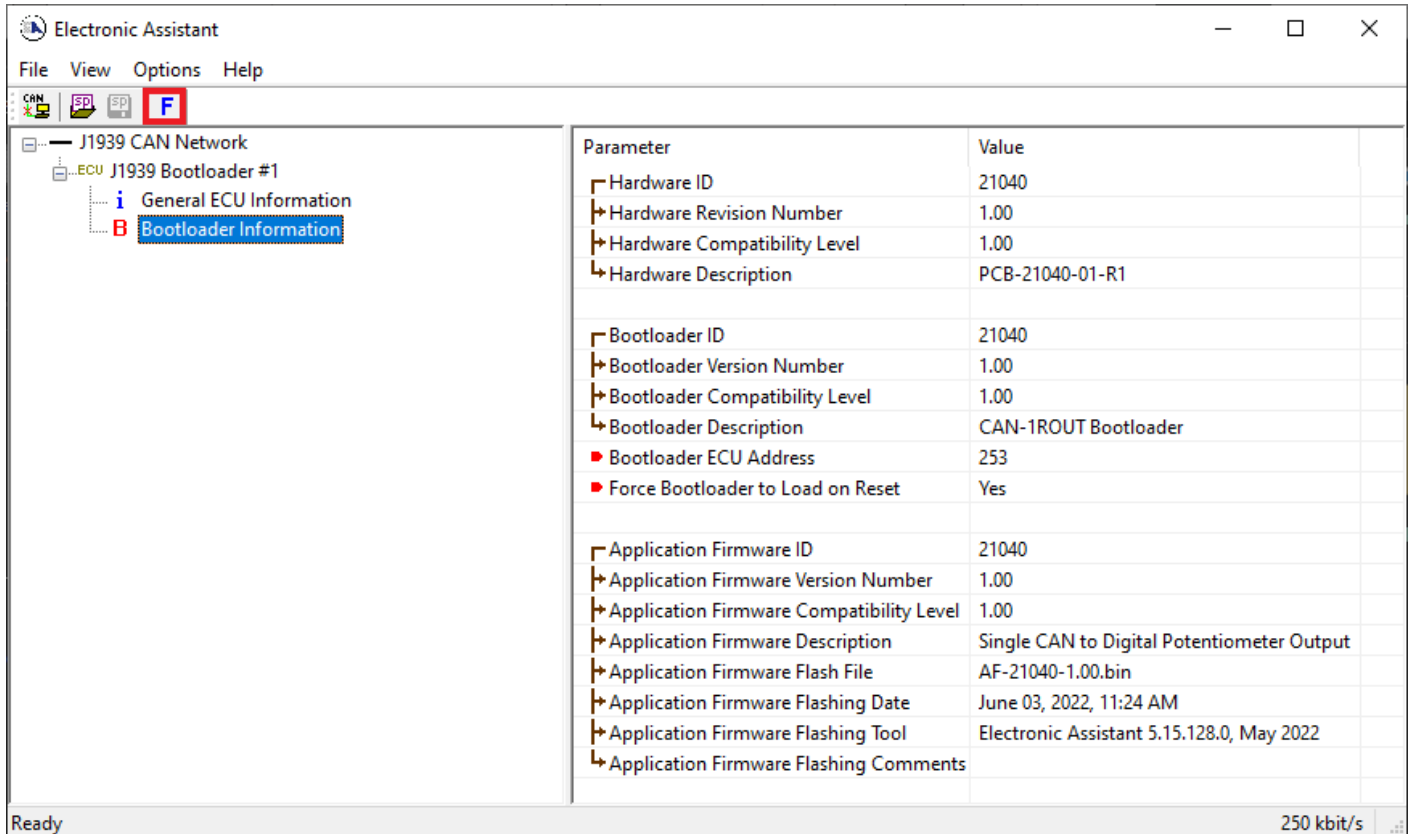 Electronic Assistant
File View Options Help
CAN SP SP F
J1939 CAN Network
ECU J1939 Bootloader #1
i General ECU Information
B Bootloader Information
Parameter Value
Hardware ID 21040
Hardware Revision Number 1.00
Hardware Compatibility Level 1.00
Hardware Description PCB-21040-01-R1
Bootloader ID 21040
Bootloader Version Number 1.00
Bootloader Compatibility Level 1.00
Bootloader Description CAN-1ROUT Bootloader
Bootloader ECU Address 253
Force Bootloader to Load on Reset Yes
Application Firmware ID 21040
Application Firmware Version Number 1.00
Application Firmware Compatibility Level 1.00
Application Firmware Description Single CAN to Digital Potentiometer Output
Application Firmware Flash File AF-21040-1.00.bin
Application Firmware Flashing Date June 03, 2022, 11:24 AM
Application Firmware Flashing Tool Electronic Assistant 5.15.128.0, May 2022
Application Firmware Flashing Comments
Ready 250 kbit/s